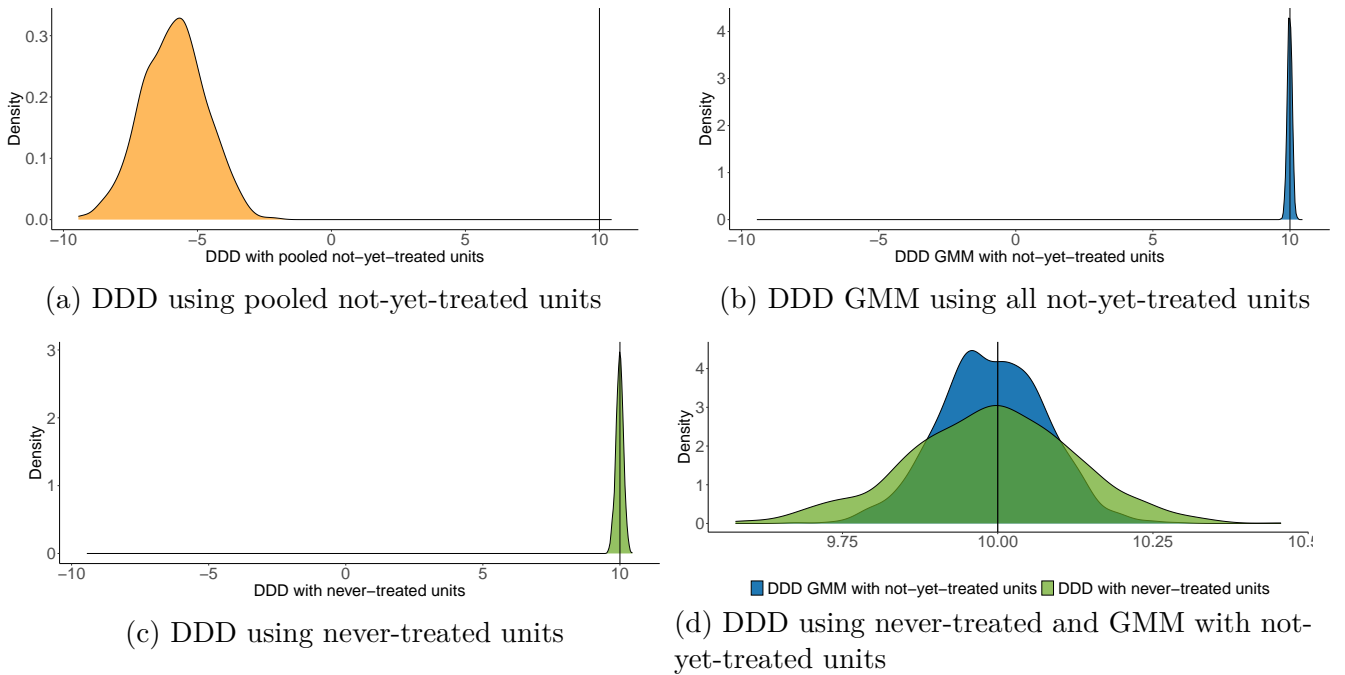 Density
0.3
0.2
0.1
0.0
−10
−5
0
5
10
DDD with pooled not−yet−treated units
(a) DDD using pooled not-yet-treated units
Density
4
3
2
1
0
−10
−5
0
5
10
DDD GMM with not−yet−treated units
(b) DDD GMM using all not-yet-treated units
Density
3
2
1
0
−10
−5
0
5
10
DDD with never−treated units
(c) DDD using never-treated units
Density
4
3
2
1
0
9.75
10.00
10.25
DDD GMM with not−yet−treated units
DDD with never−treated units
(d) DDD using never-treated and GMM with not-
yet-treated units